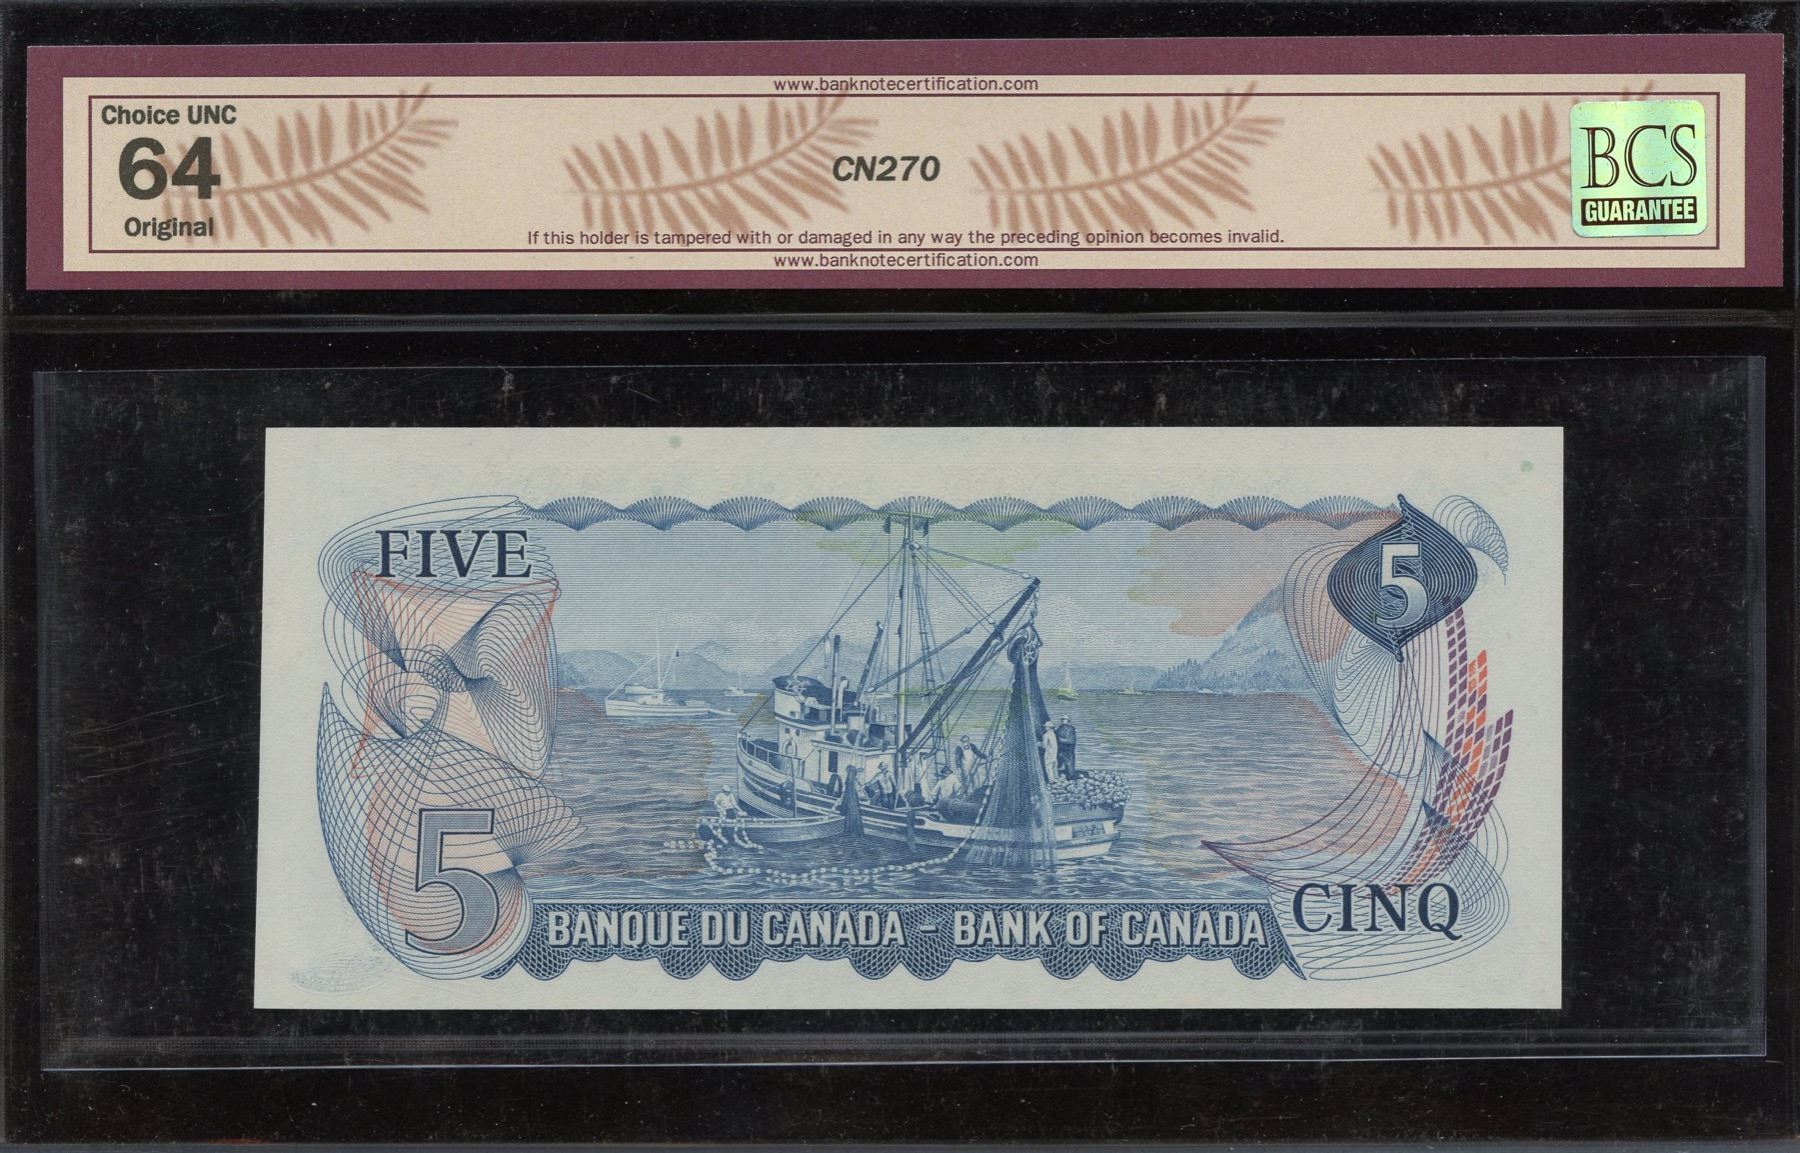 www.banknotecertification.com
Choice UNC
64
Original
CN270
BCS
GUARANTEE
If this holder is tampered with or damaged in any way the preceding opinion becomes invalid.
www.banknotecertification.com
FIVE
5
5
BANQUE DU CANADA - BANK OF CANADA
CINQ